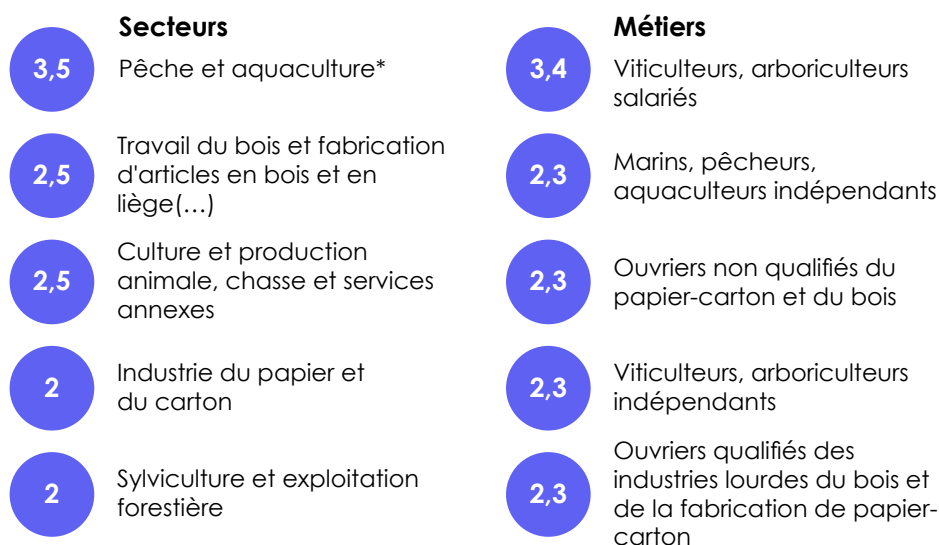 Secteurs
3,5
Pêche et aquaculture*
2,5
Travail du bois et fabrication
d'articles en bois et en
liège(…)
2,5
Culture et production
animale, chasse et services
annexes
2
Industrie du papier et
du carton
2
Sylviculture et exploitation
forestière
Métiers
3,4
Viticulteurs, arboriculteurs
salariés
2,3
Marins, pêcheurs,
aquaculteurs indépendants
2,3
Ouvriers non qualifiés du
papier-carton et du bois
2,3
Viticulteurs, arboriculteurs
indépendants
2,3
Ouvriers qualifiés des
industries lourdes du bois et
de la fabrication de papier-
carton